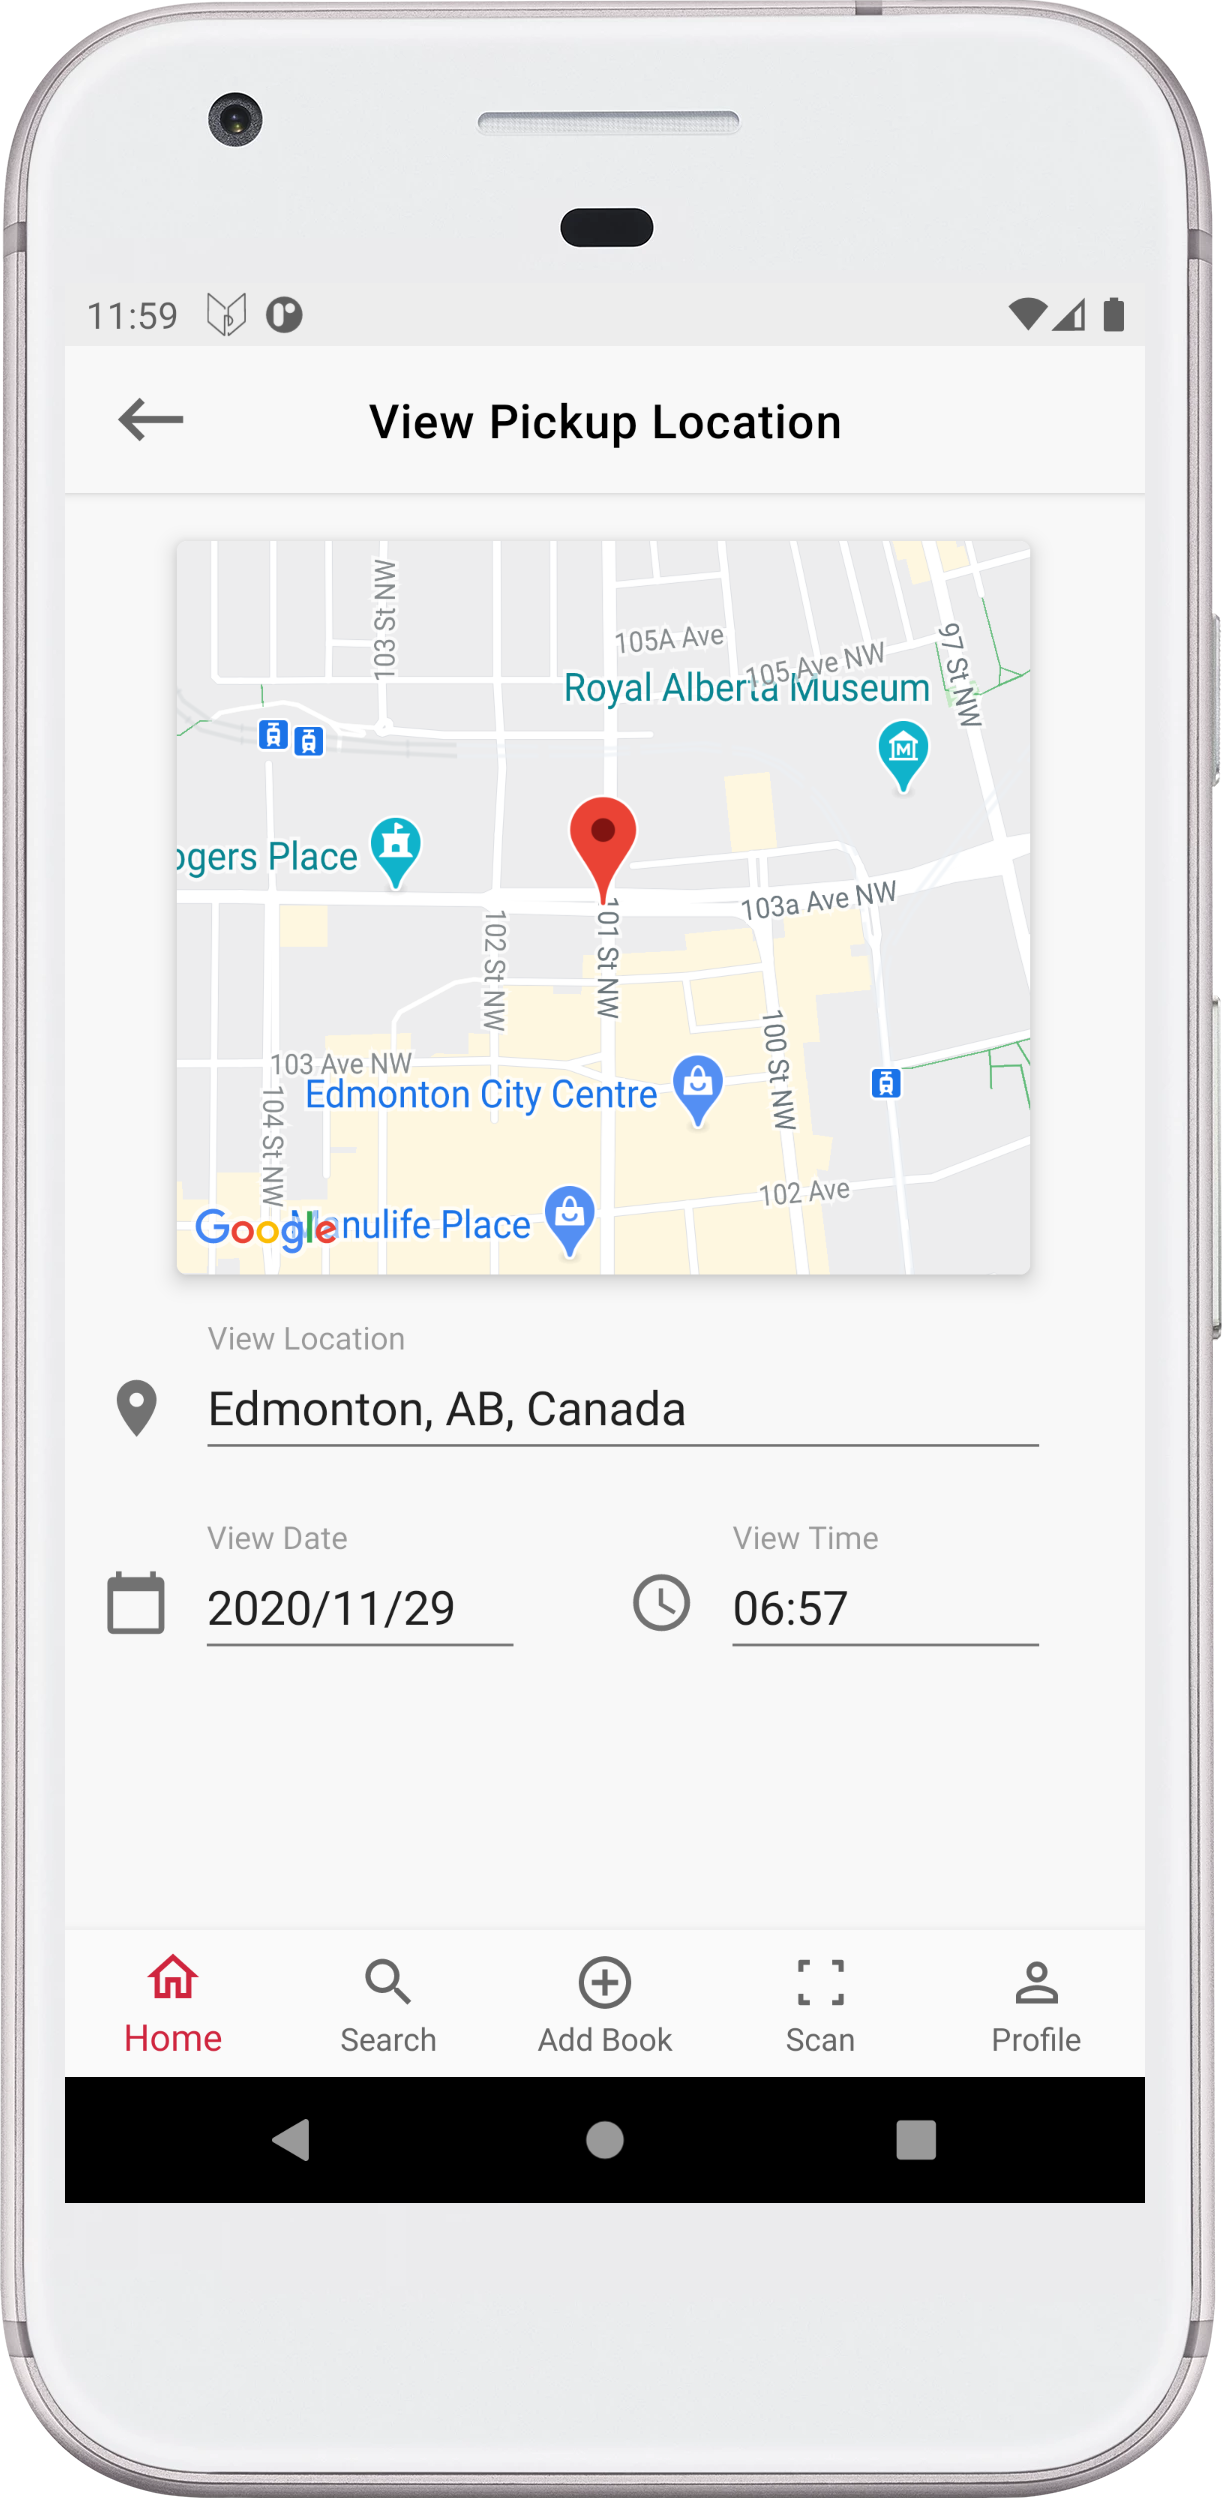 11:59
View Pickup Location
103 St NW
105A Ave
105 Ave NW
97 St NW
Royal Alberta Museum
ogers Place
103a Ave NW
102 St NW
101 St NW
100 St NW
103 Ave NW
Edmonton City Centre
104 St NW
102 Ave
Google
Manulife Place
View Location
Edmonton, AB, Canada
View Date
View Time
2020/11/29
06:57
Home
Search
Add Book
Scan
Profile